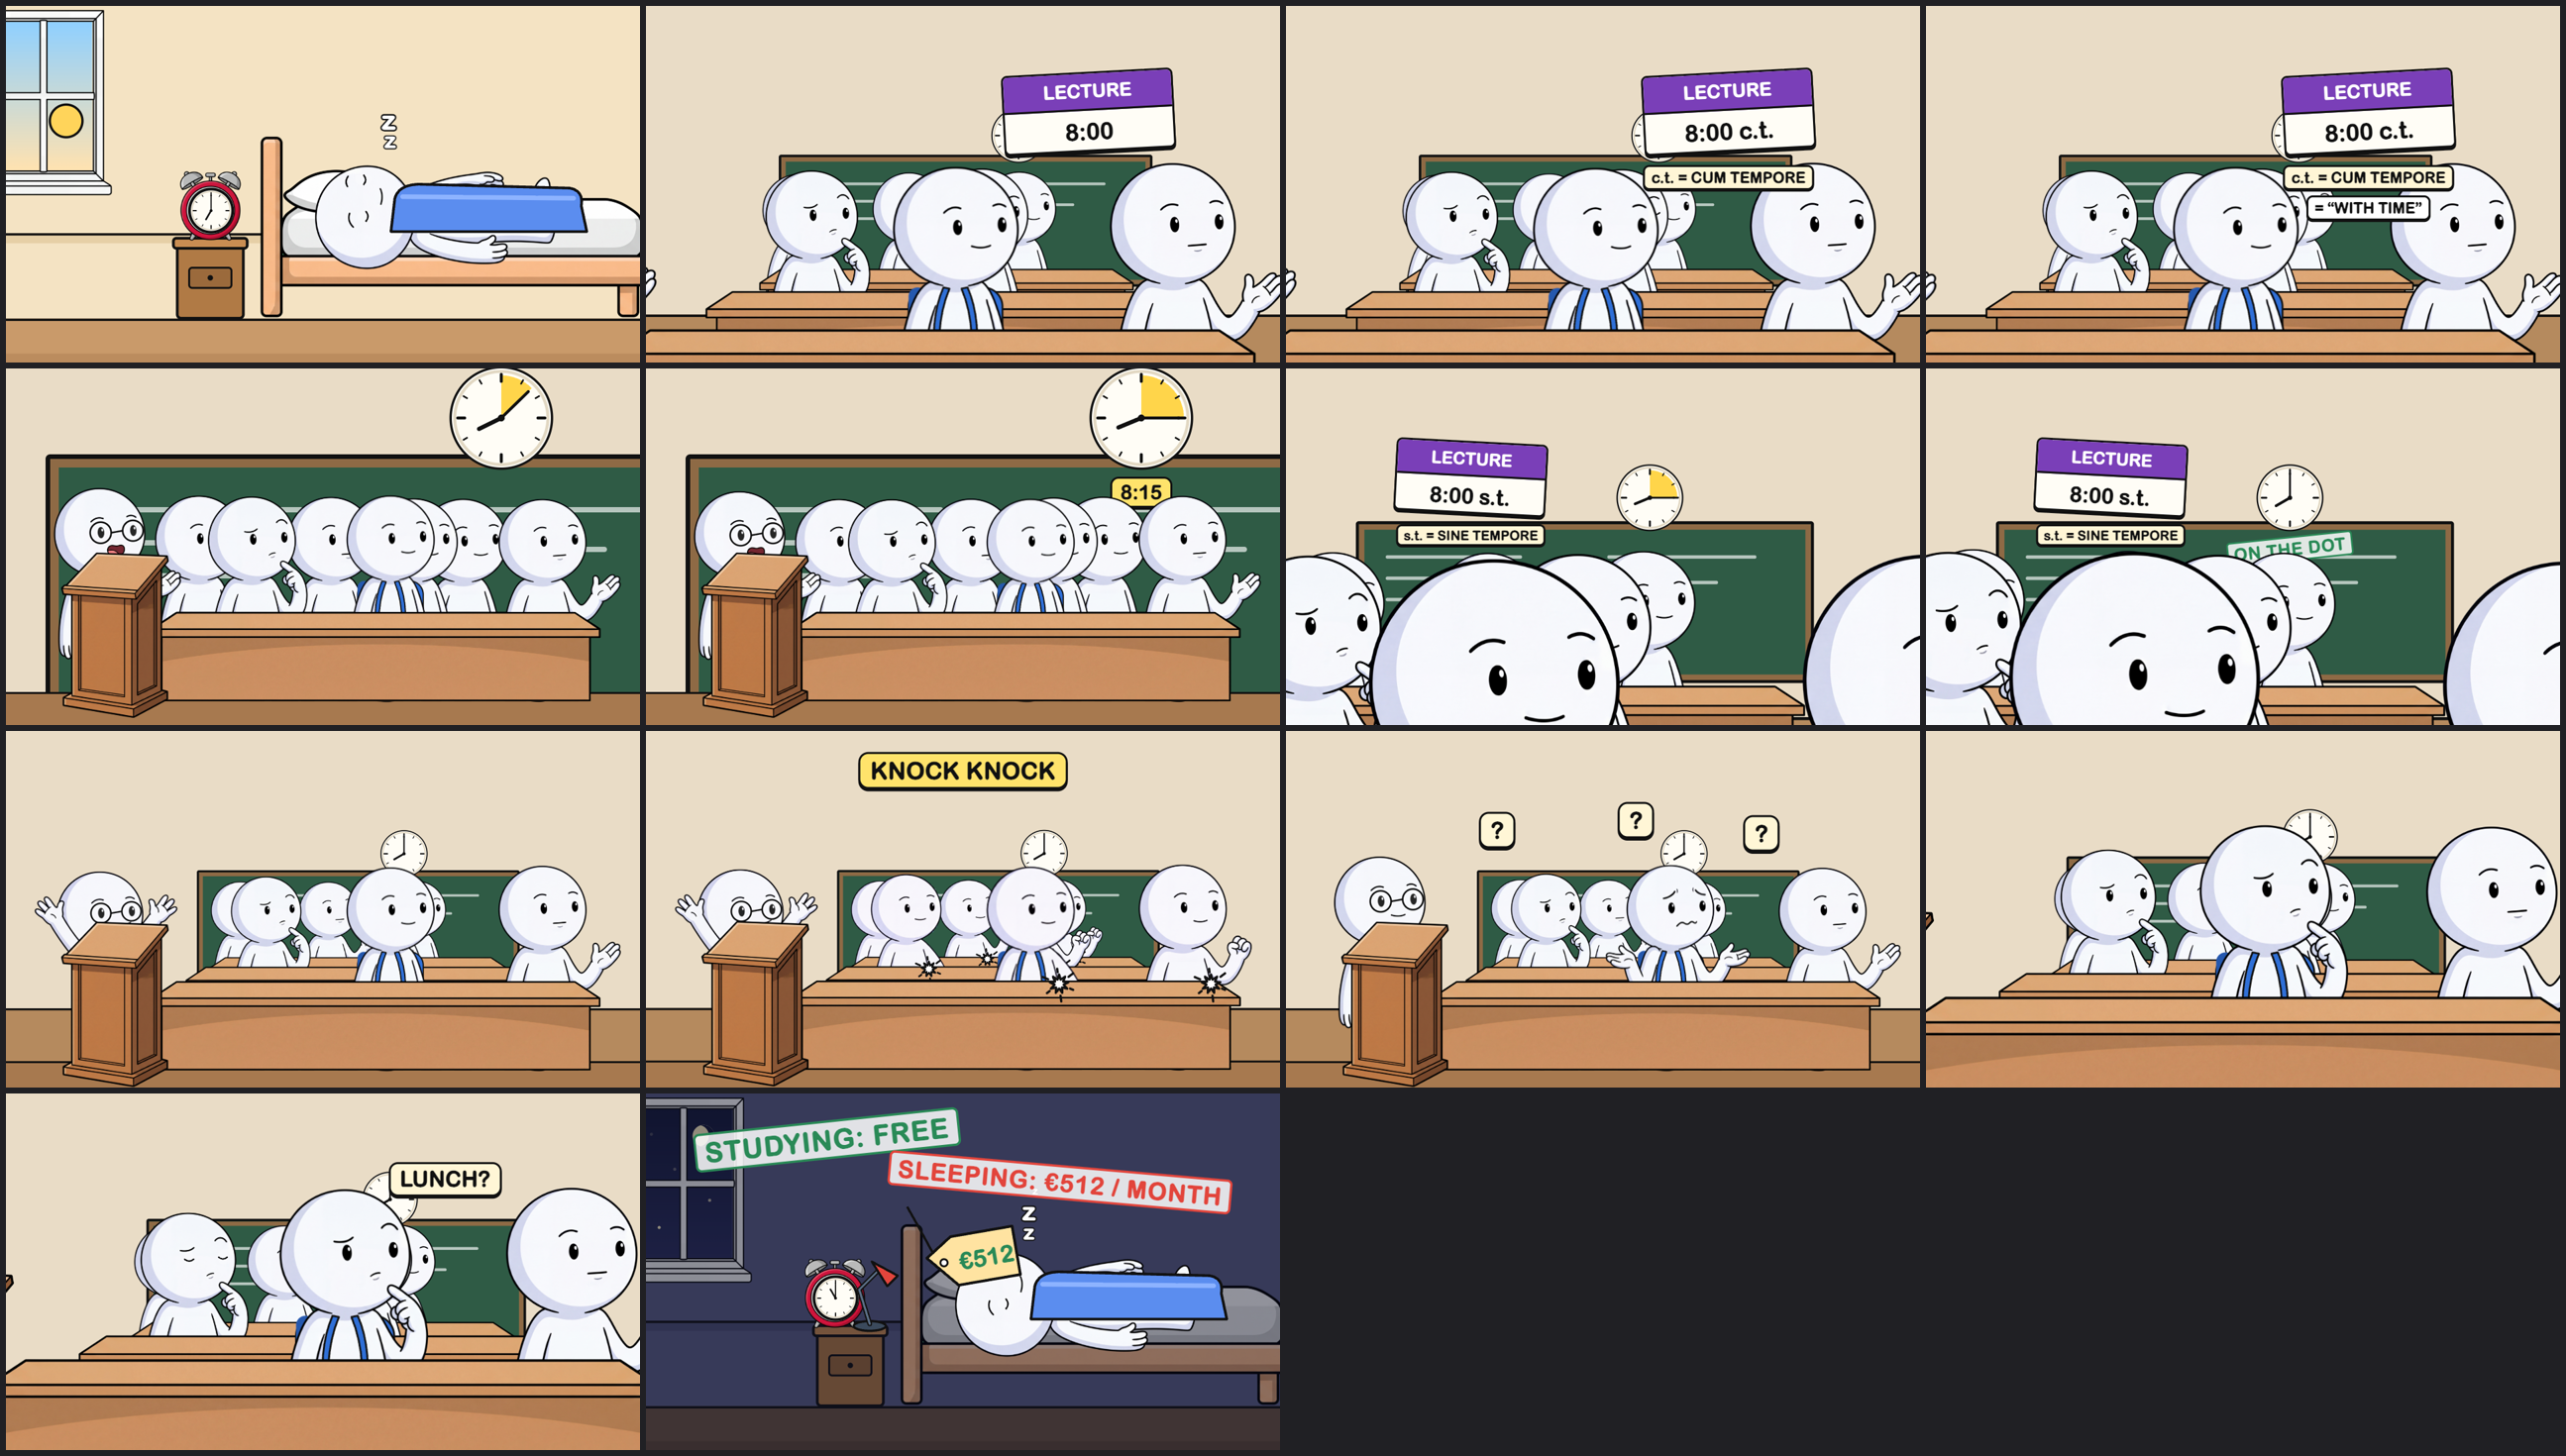 Z
Z
LECTURE
8:00
LECTURE
8:00 c.t.
c.t. = CUM TEMPORE
LECTURE
8:00 c.t.
c.t. = CUM TEMPORE
= “WITH TIME”
8:15
LECTURE
8:00 s.t.
s.t. = SINE TEMPORE
LECTURE
8:00 s.t.
s.t. = SINE TEMPORE
ON THE DOT
KNOCK KNOCK
?
?
?
LUNCH?
STUDYING: FREE
SLEEPING: €512 / MONTH
Z
Z
€512